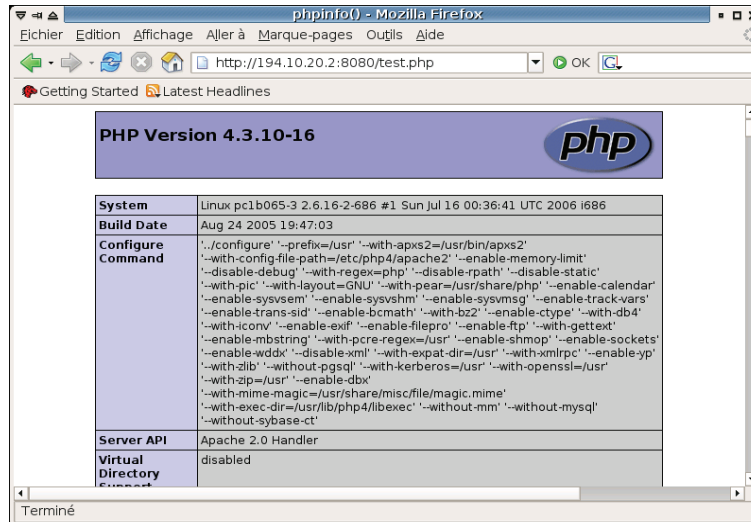 phpinfo() - Mozilla Firefox
Fichier Edition Affichage Aller à Marque-pages Outils Aide
http://194.10.20.2:8080/test.php OK G
Getting Started Latest Headlines
PHP Version 4.3.10-16
php
System Linux pc1b065-3 2.6.16-2-686 #1 Sun Jul 16 00:36:41 UTC 2006 i686
Build Date Aug 24 2005 19:47:03
Configure Command '../configure' '--prefix=/usr' '--with-apxs2=/usr/bin/apxs2'
'--with-config-file-path=/etc/php4/apache2' '--enable-memory-limit'
'--disable-debug' '--with-regex=php' '--disable-rpath' '--disable-static'
'--with-pic' '--with-layout=GNU' '--with-pear=/usr/share/php' '--enable-calendar'
'--enable-sysvsem' '--enable-sysvshm' '--enable-sysvmsg' '--enable-track-vars'
'--enable-trans-sid' '--enable-bcmath' '--with-bz2' '--enable-ctype' '--with-db4'
'--with-iconv' '--enable-exif' '--enable-filepro' '--enable-ftp' '--with-gettext'
'--enable-mbstring' '--with-pcre-regex=/usr' '--enable-shmop' '--enable-sockets'
'--enable-wddx' '--disable-xml' '--with-expat-dir=/usr' '--with-xmlrpc' '--enable-yp'
'--with-zlib' '--without-pgsql' '--with-kerberos=/usr' '--with-openssl=/usr'
'--with-zip=/usr' '--enable-dbx'
'--with-mime-magic=/usr/share/misc/file/magic.mime'
'--with-exec-dir=/usr/lib/php4/libexec' '--without-mm' '--without-mysql'
'--without-sybase-ct'
Server API Apache 2.0 Handler
Virtual disabled
Directory
Support
Terminé